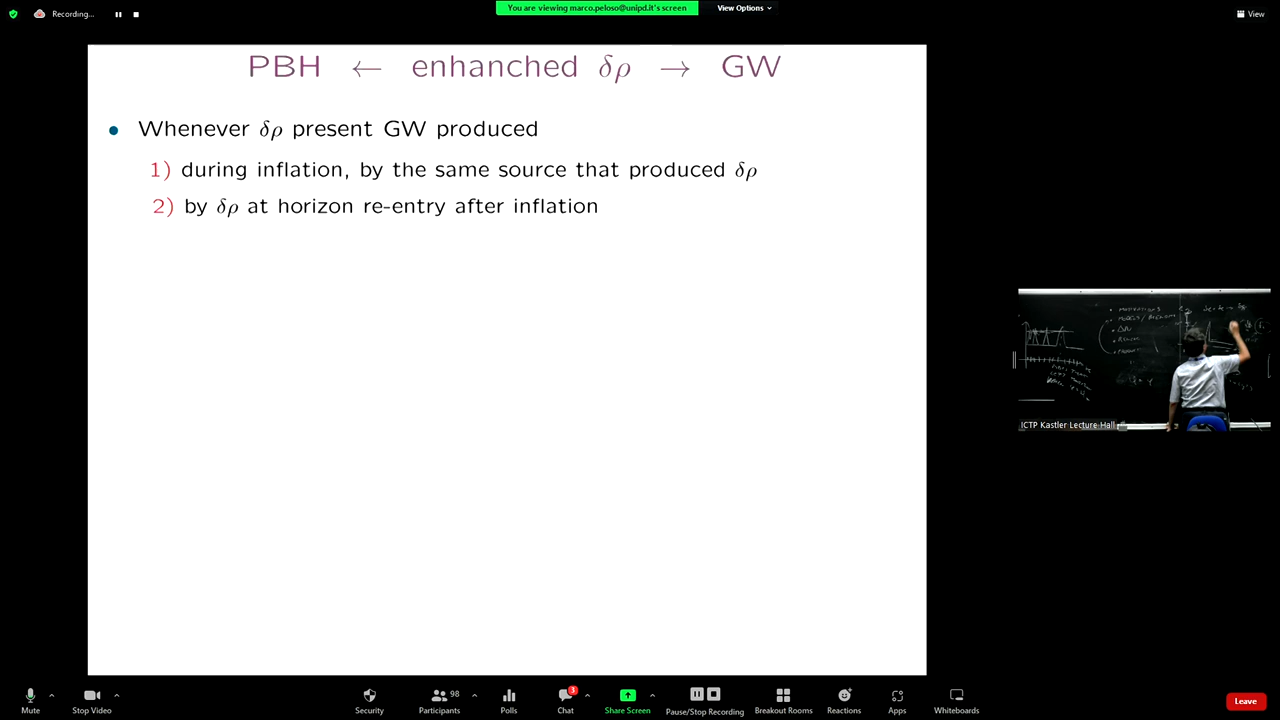 Recording...
You are viewing marco.peloso@unipd.it's screen
View Options
View
PBH ← enhanched δρ → GW
• Whenever δρ present GW produced
1) during inflation, by the same source that produced δρ
2) by δρ at horizon re-entry after inflation
ICTP Kastler Lecture Hall
Mute
Stop Video
Security
98
Participants
Polls
3
Chat
Share Screen
Pause/Stop Recording
Breakout Rooms
Reactions
Apps
Whiteboards
Leave